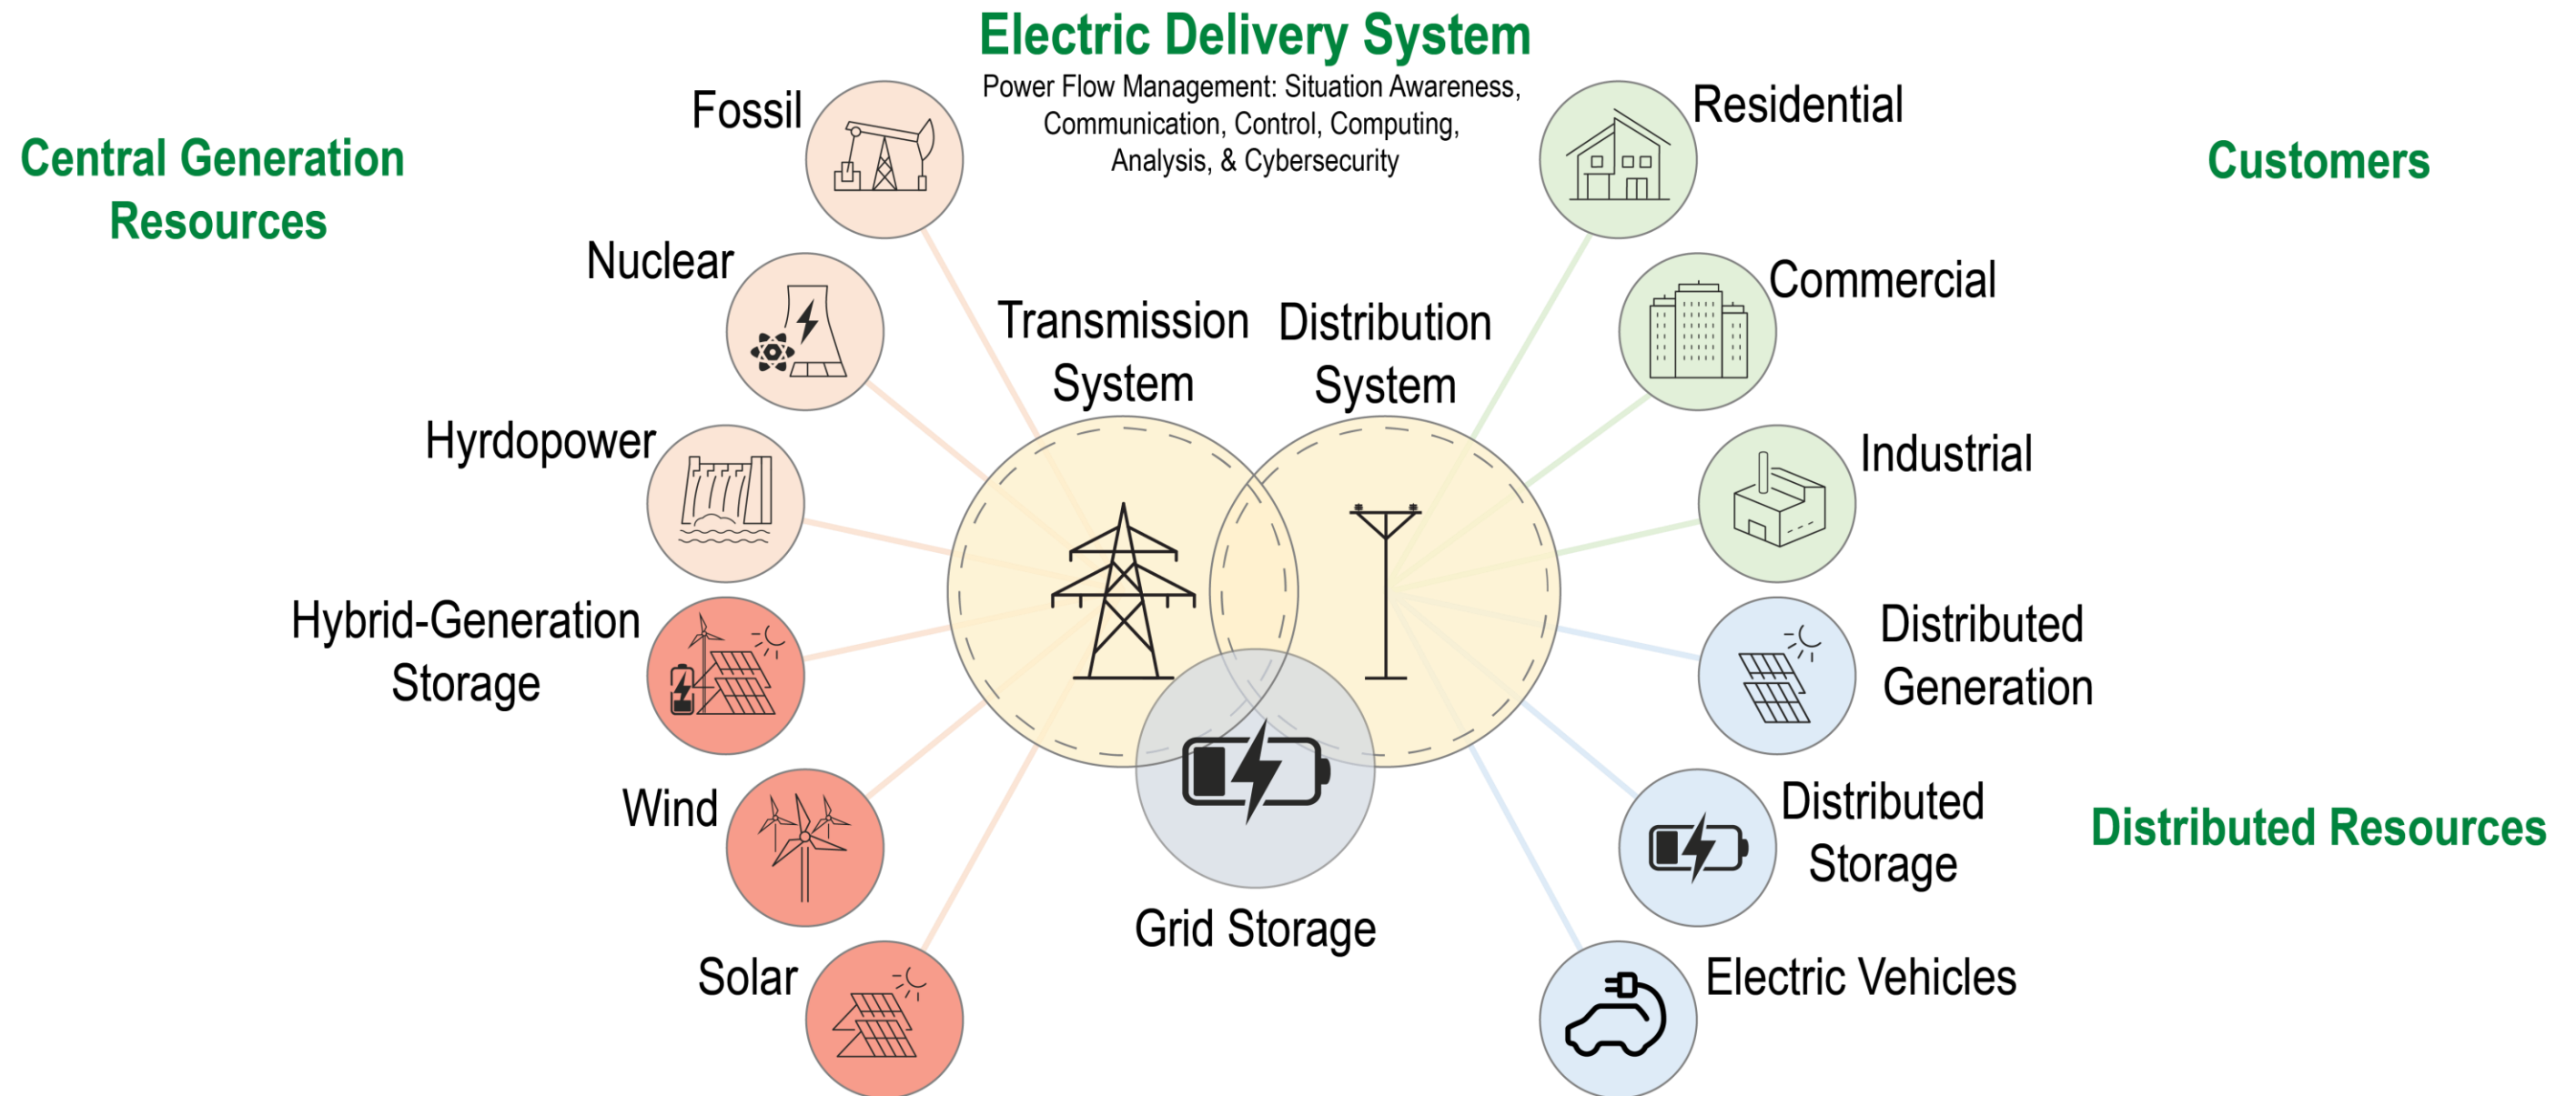 Electric Delivery System
Power Flow Management: Situation Awareness,
Communication, Control, Computing,
Analysis, & Cybersecurity
Central Generation
Resources
Fossil
Nuclear
Hyrdopower
Hybrid-Generation
Storage
Wind
Solar
Transmission
System
Distribution
System
Grid Storage
Customers
Residential
Commercial
Industrial
Distributed
Generation
Distributed
Storage
Electric Vehicles
Distributed Resources